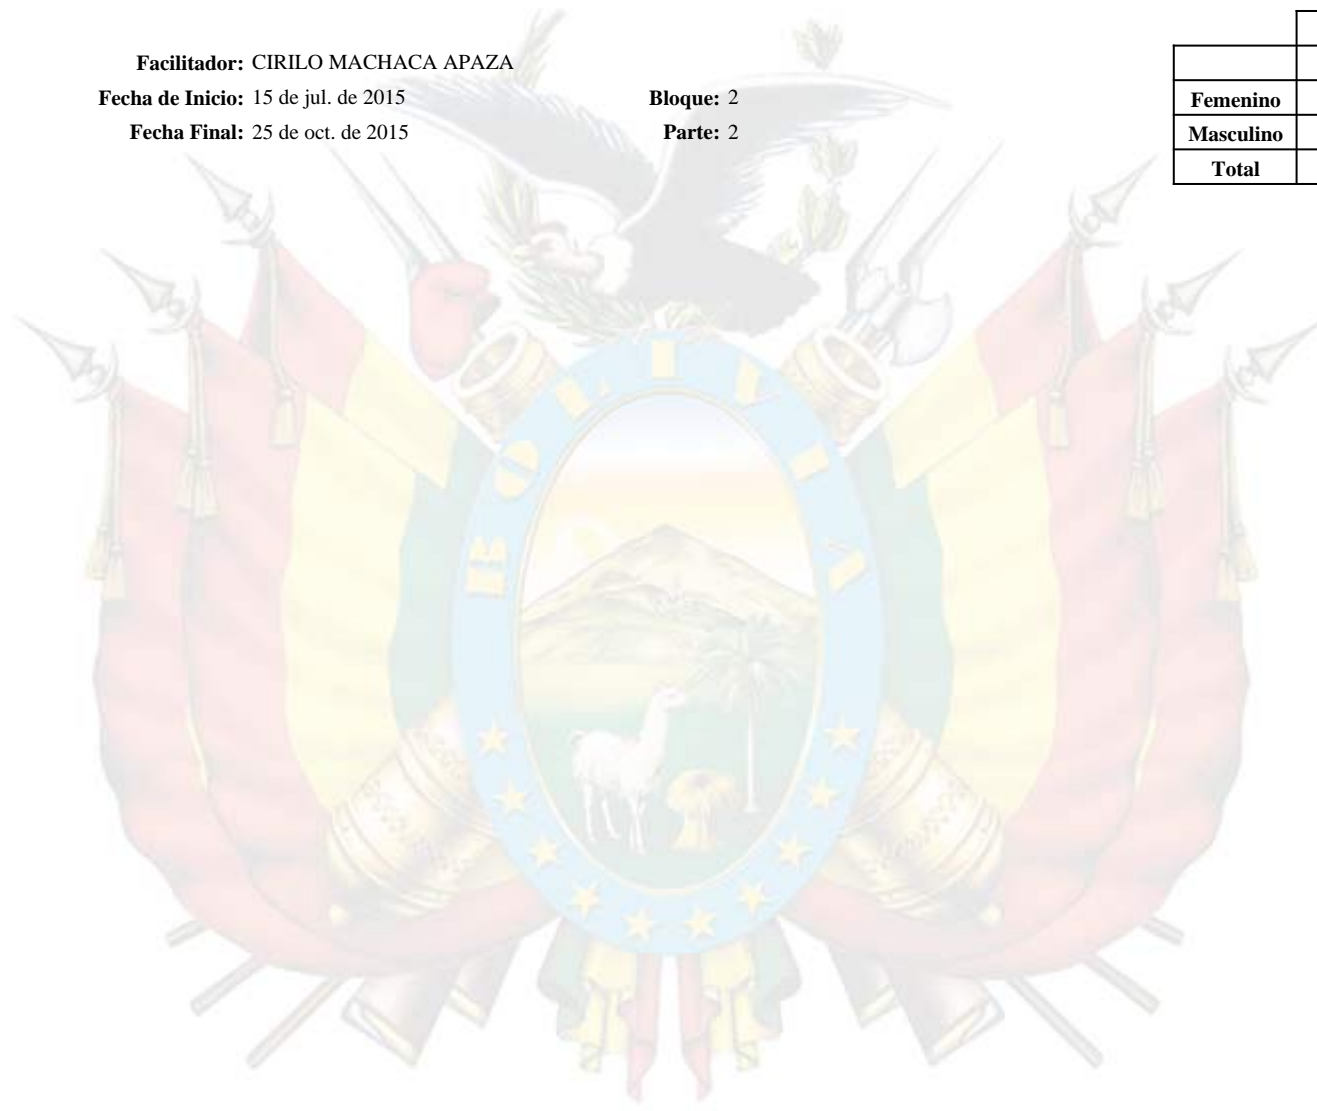 Facilitador: CIRILO MACHACA APAZA
Fecha de Inicio: 15 de jul. de 2015 Bloque: 2
Femenino
Fecha Final: 25 de oct. de 2015 Parte: 2
Masculino
Total
BOLIVIA